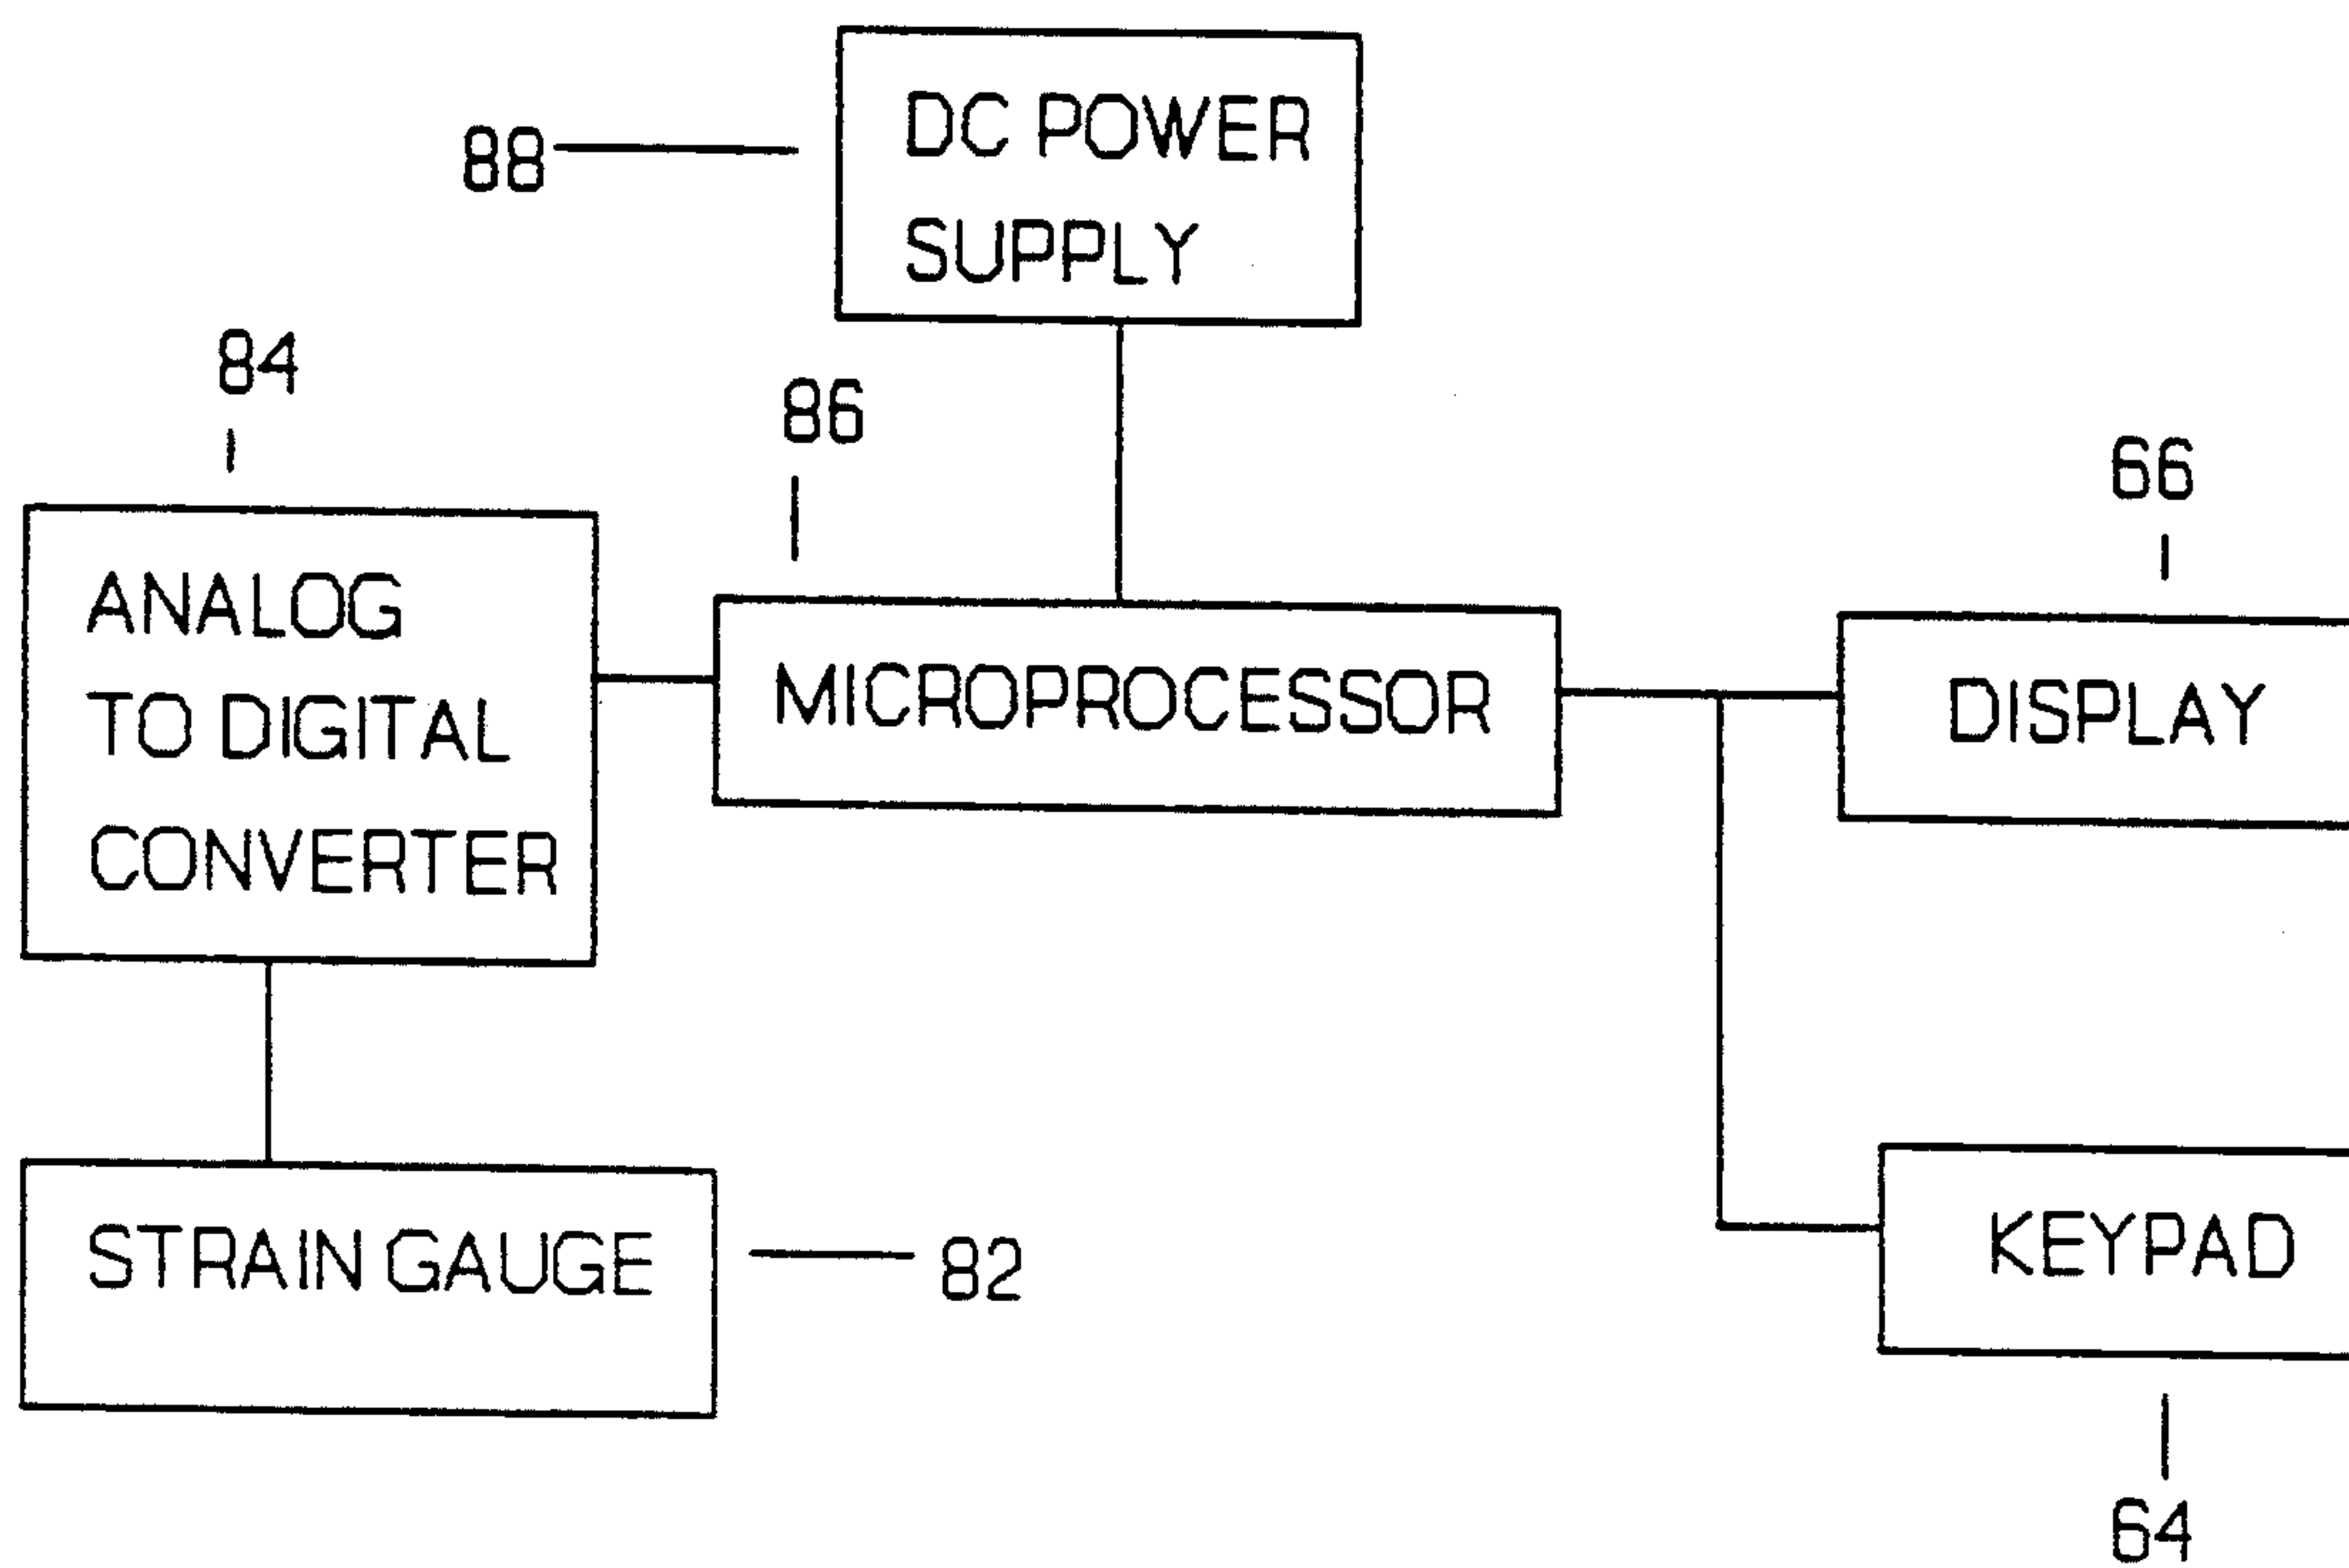 DC POWER
SUPPLY
88
84
86
66
ANALOG
TO DIGITAL
CONVERTER
MICROPROCESSOR
DISPLAY
STRAIN GAUGE
82
KEYPAD
64